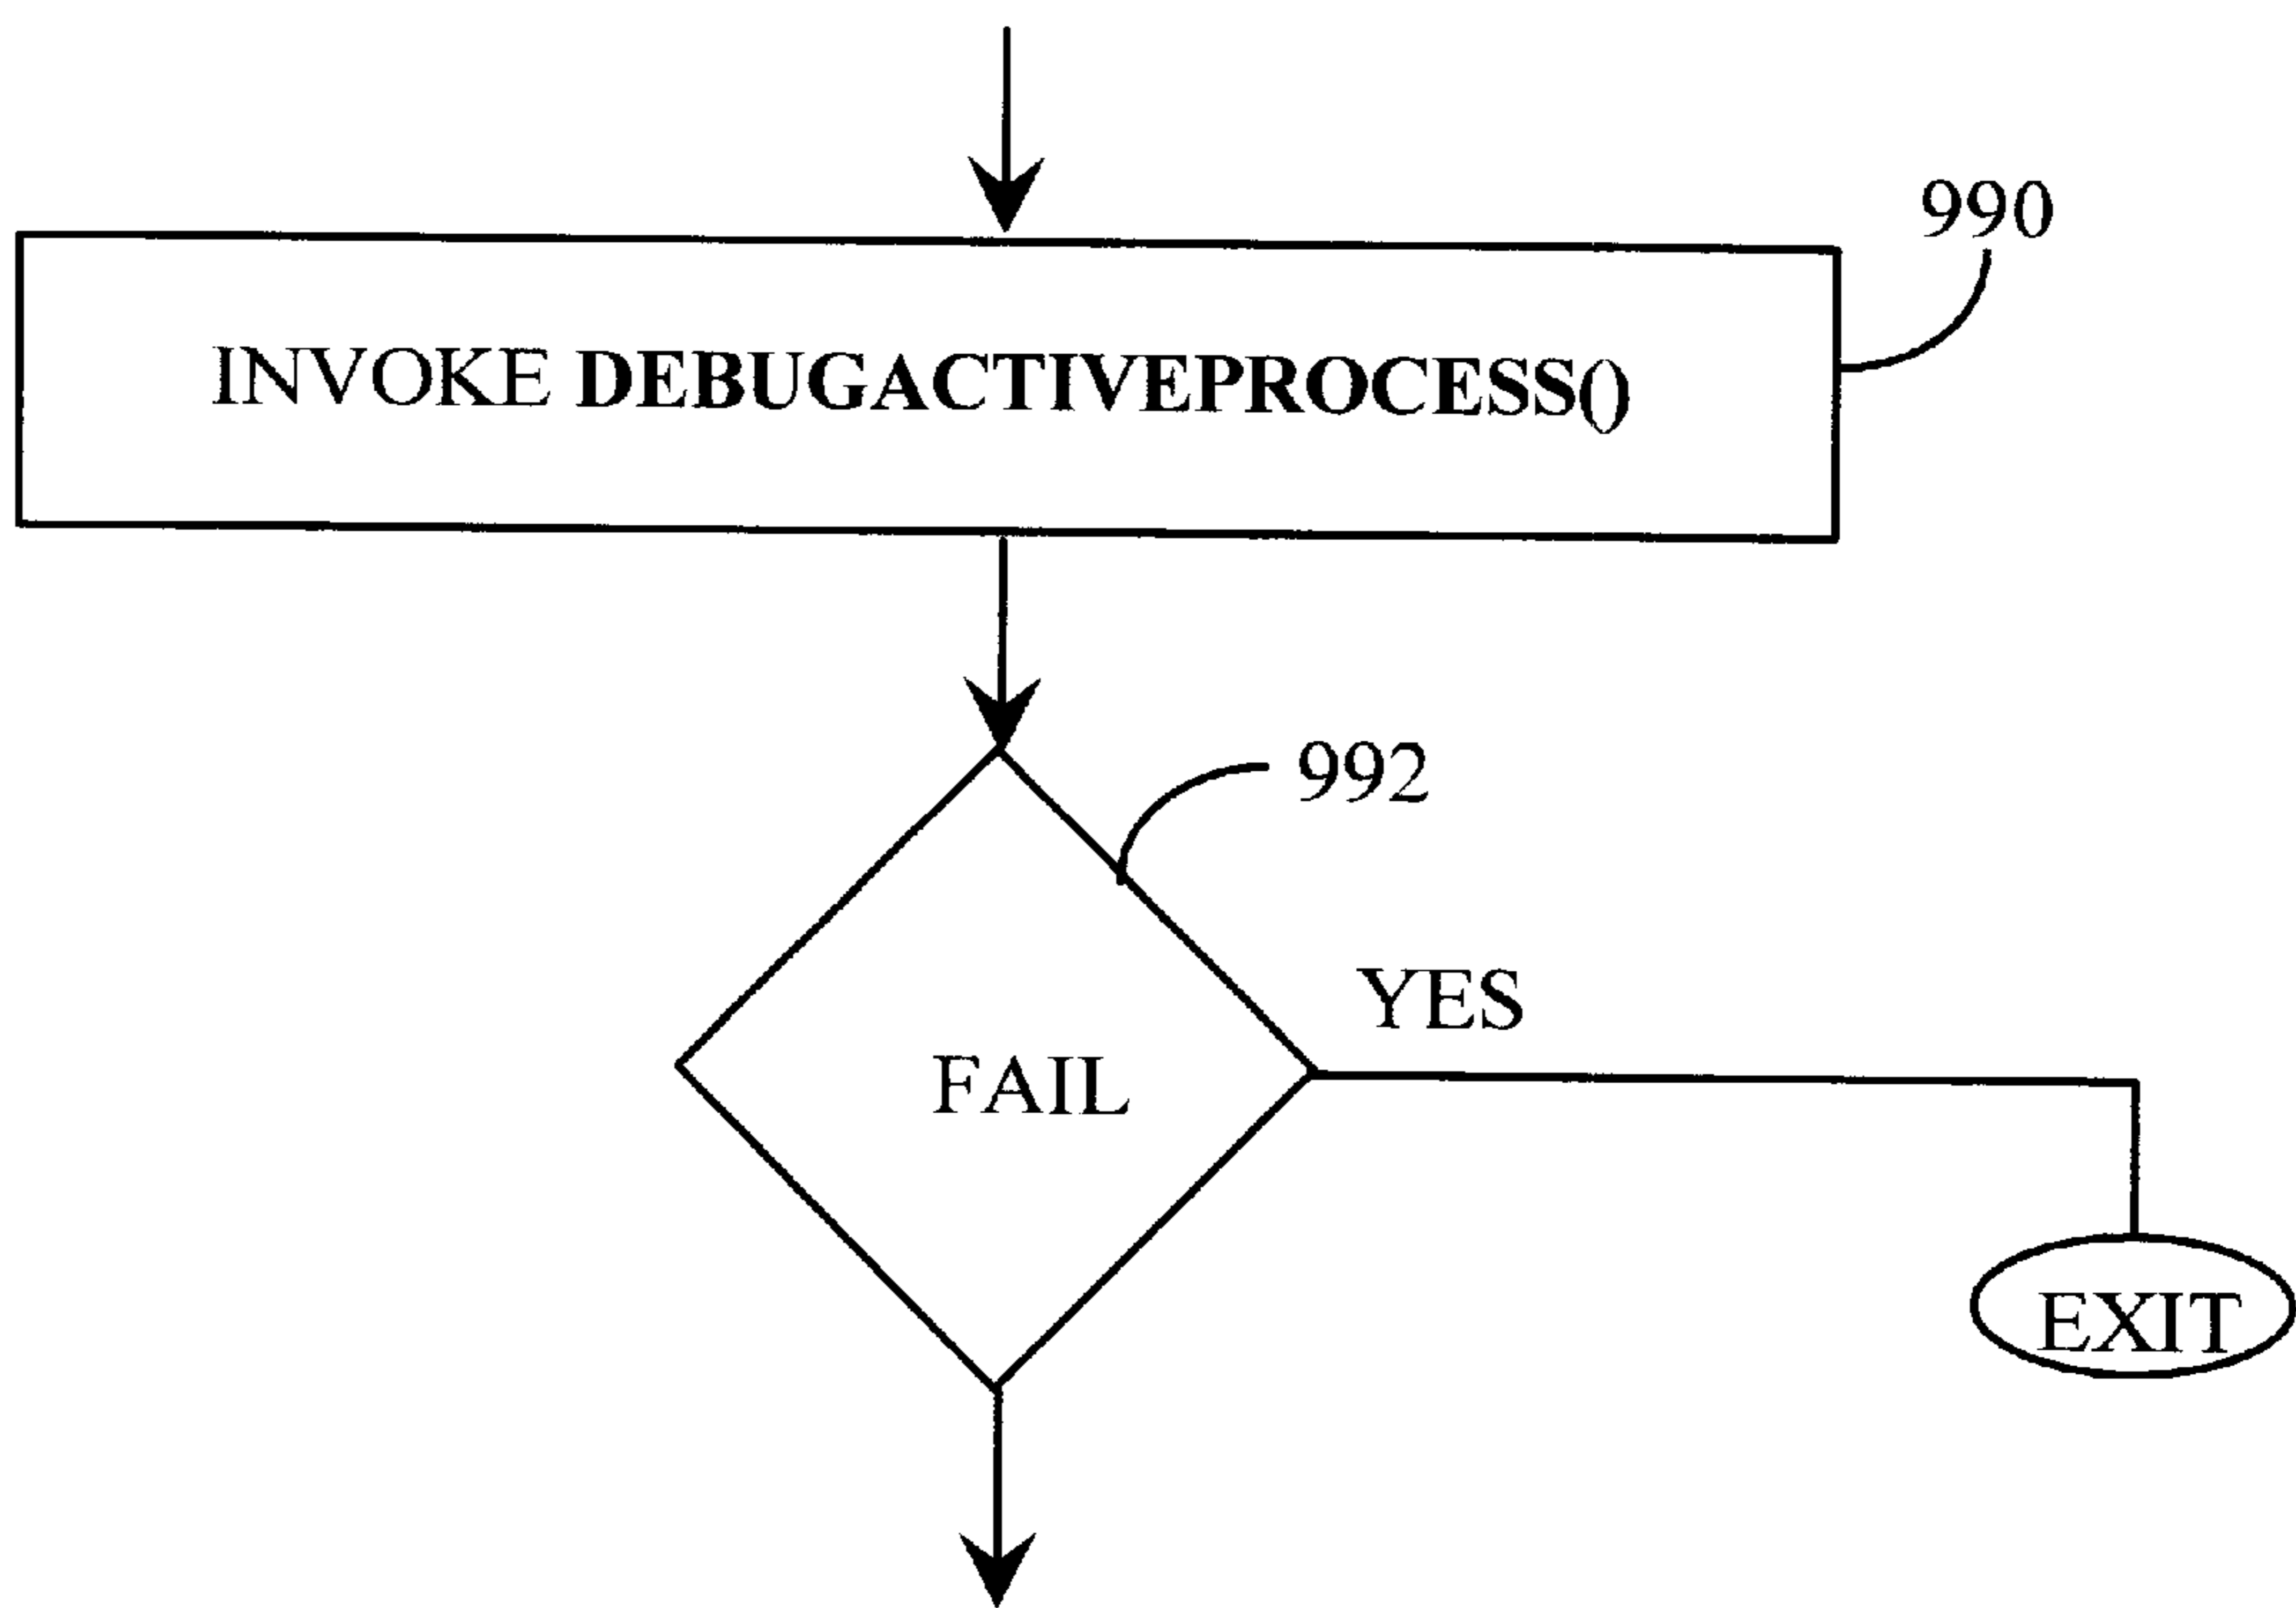 990
INVOKE DEBUGACTIVEPROCESS()
992
YES
FAIL
EXIT